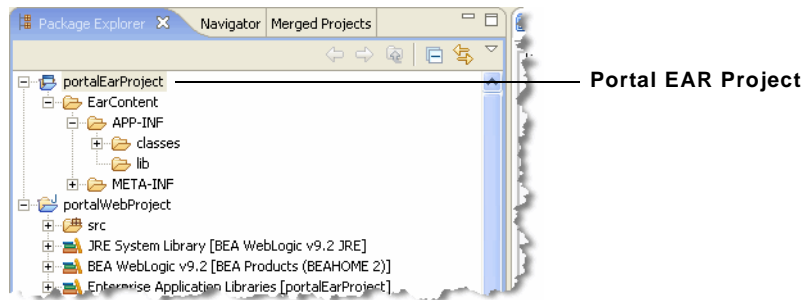 Package Explorer Navigator Merged Projects
portalEarProject
Portal EAR Project
EarContent
APP-INF
classes
lib
META-INF
portalWebProject
src
JRE System Library [BEA WebLogic v9.2 JRE]
BEA WebLogic v9.2 [BEA Products (BEAHOME 2)]
Enterprise Application Libraries [portalEarProject]